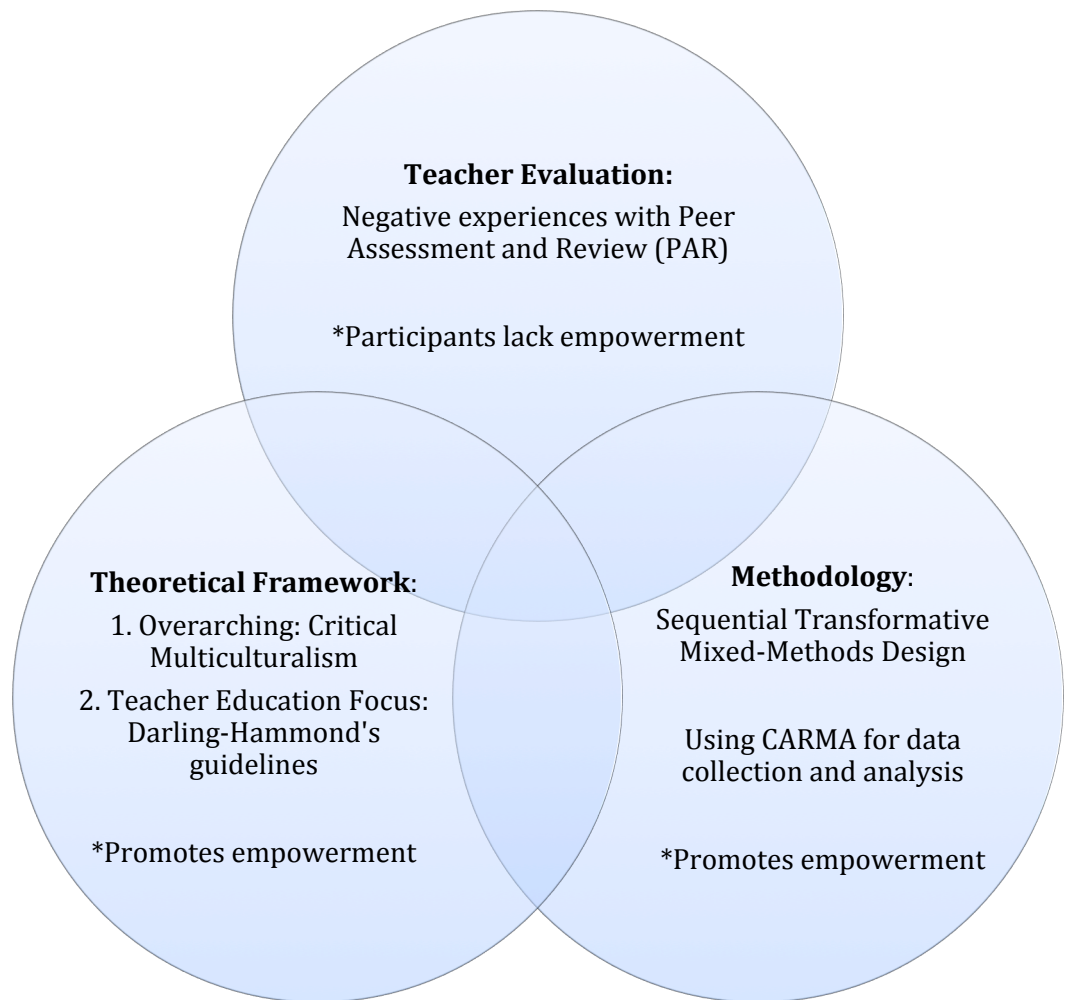 Teacher Evaluation:
Negative experiences with Peer
Assessment and Review (PAR)
*Participants lack empowerment
Theoretical Framework:
1. Overarching: Critical
Multiculturalism
2. Teacher Education Focus:
Darling-Hammond's
guidelines
*Promotes empowerment
Methodology:
Sequential Transformative
Mixed-Methods Design
Using CARMA for data
collection and analysis
*Promotes empowerment